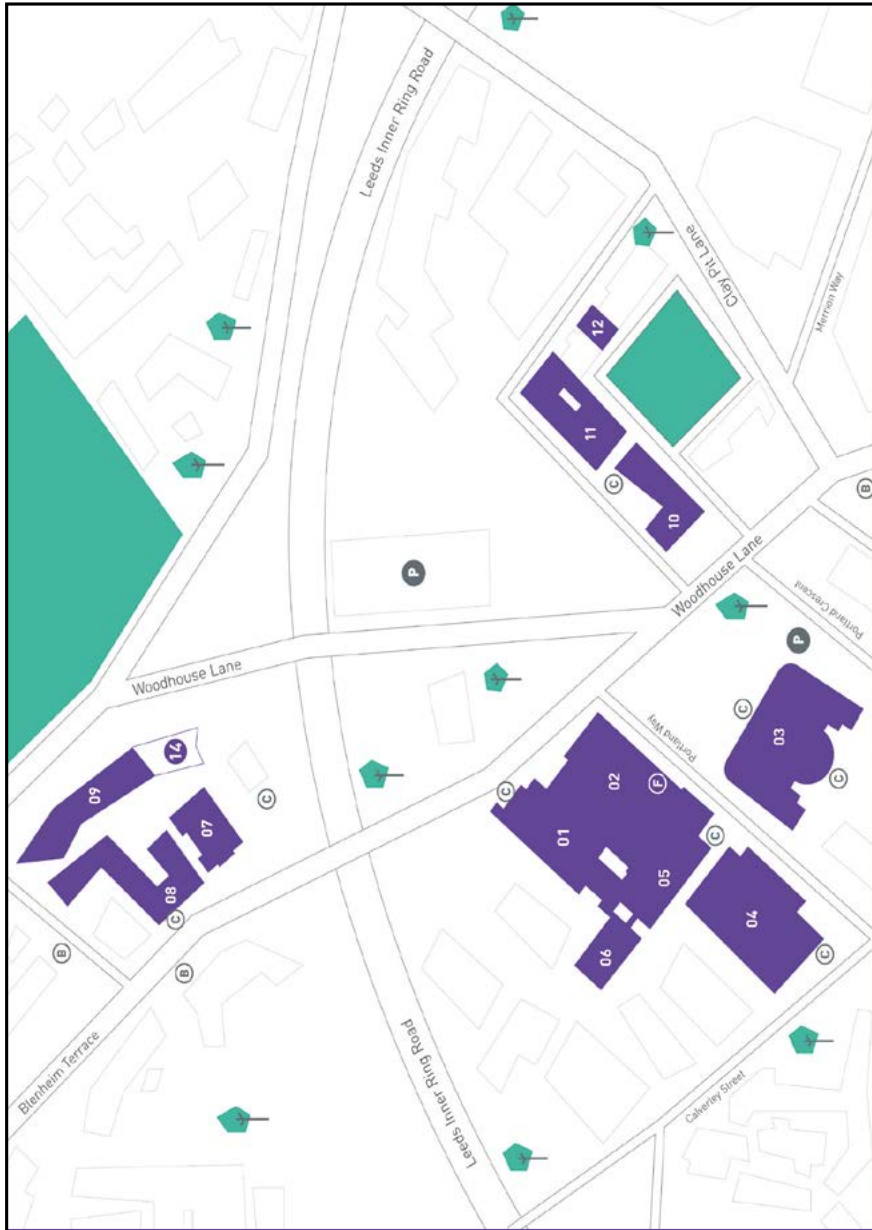 Leeds Inner Ring Road
Clay Pit Lane
Merrion Way
12
11
C
10
B
P
Woodhouse Lane
Woodhouse Lane
Portland Crescent
P
14
09
C
07
08
C
B
B
C
02
Portland Way
F
C
03
C
01
C
05
04
06
C
Blenheim Terrace
Leeds Inner Ring Road
Calverley Street